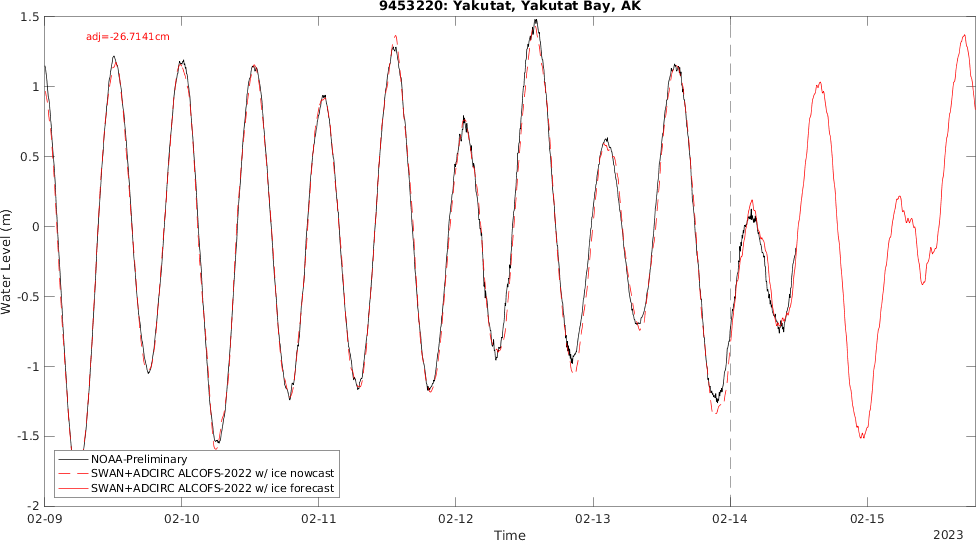 9453220: Yakutat, Yakutat Bay, AK
adj=-26.7141cm
Water Level (m)
1.5
1
0.5
0
-0.5
-1
-1.5
-2
NOAA-Preliminary
SWAN+ADCIRC ALCOFS-2022 w/ ice nowcast
SWAN+ADCIRC ALCOFS-2022 w/ ice forecast
02-09 02-10 02-11 02-12 02-13 02-14 02-15
Time
2023